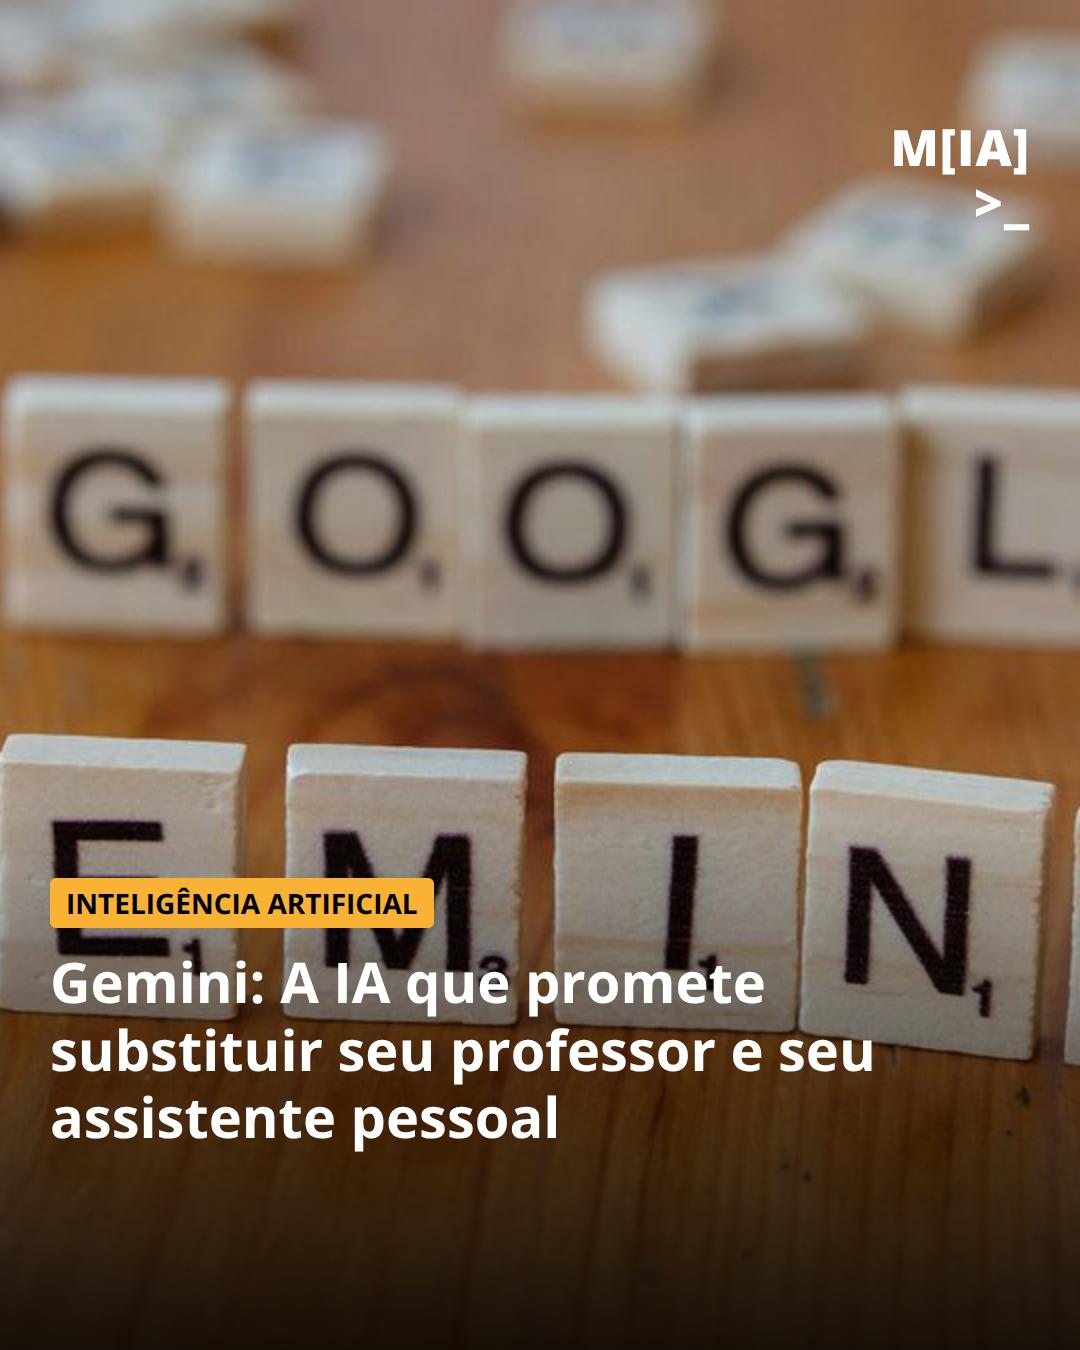 M[IA]
>_
GOOGL
EMIN
INTELIGÊNCIA ARTIFICIAL
Gemini: A IA que promete
substituir seu professor e seu
assistente pessoal